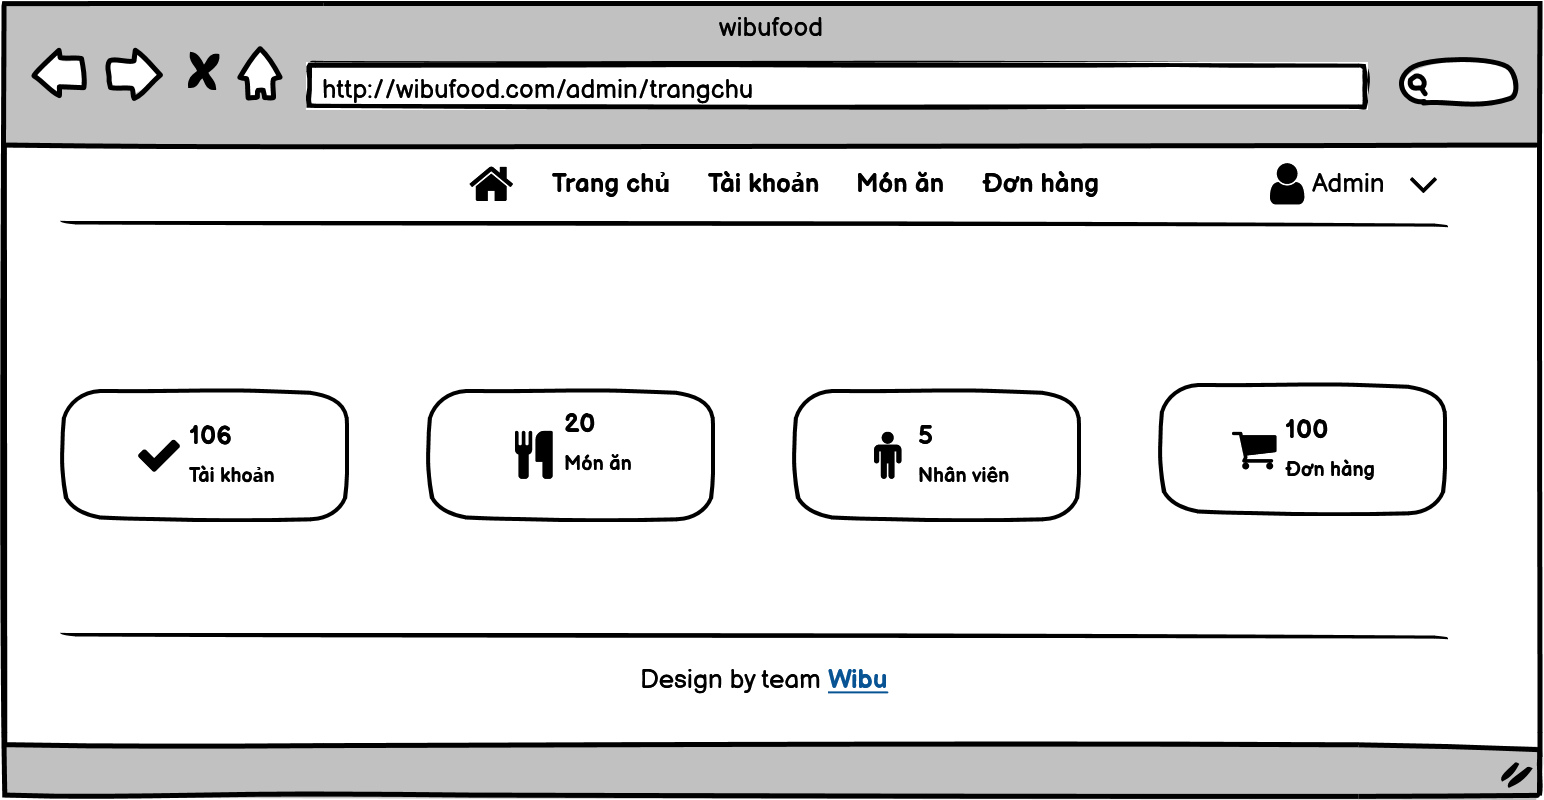 wibufood
http://wibufood.com/admin/trangchu
Trang chủ Tài khoản Món ăn Đơn hàng Admin
106
Tài khoản
20
Món ăn
5
Nhân viên
100
Đơn hàng
Design by team Wibu